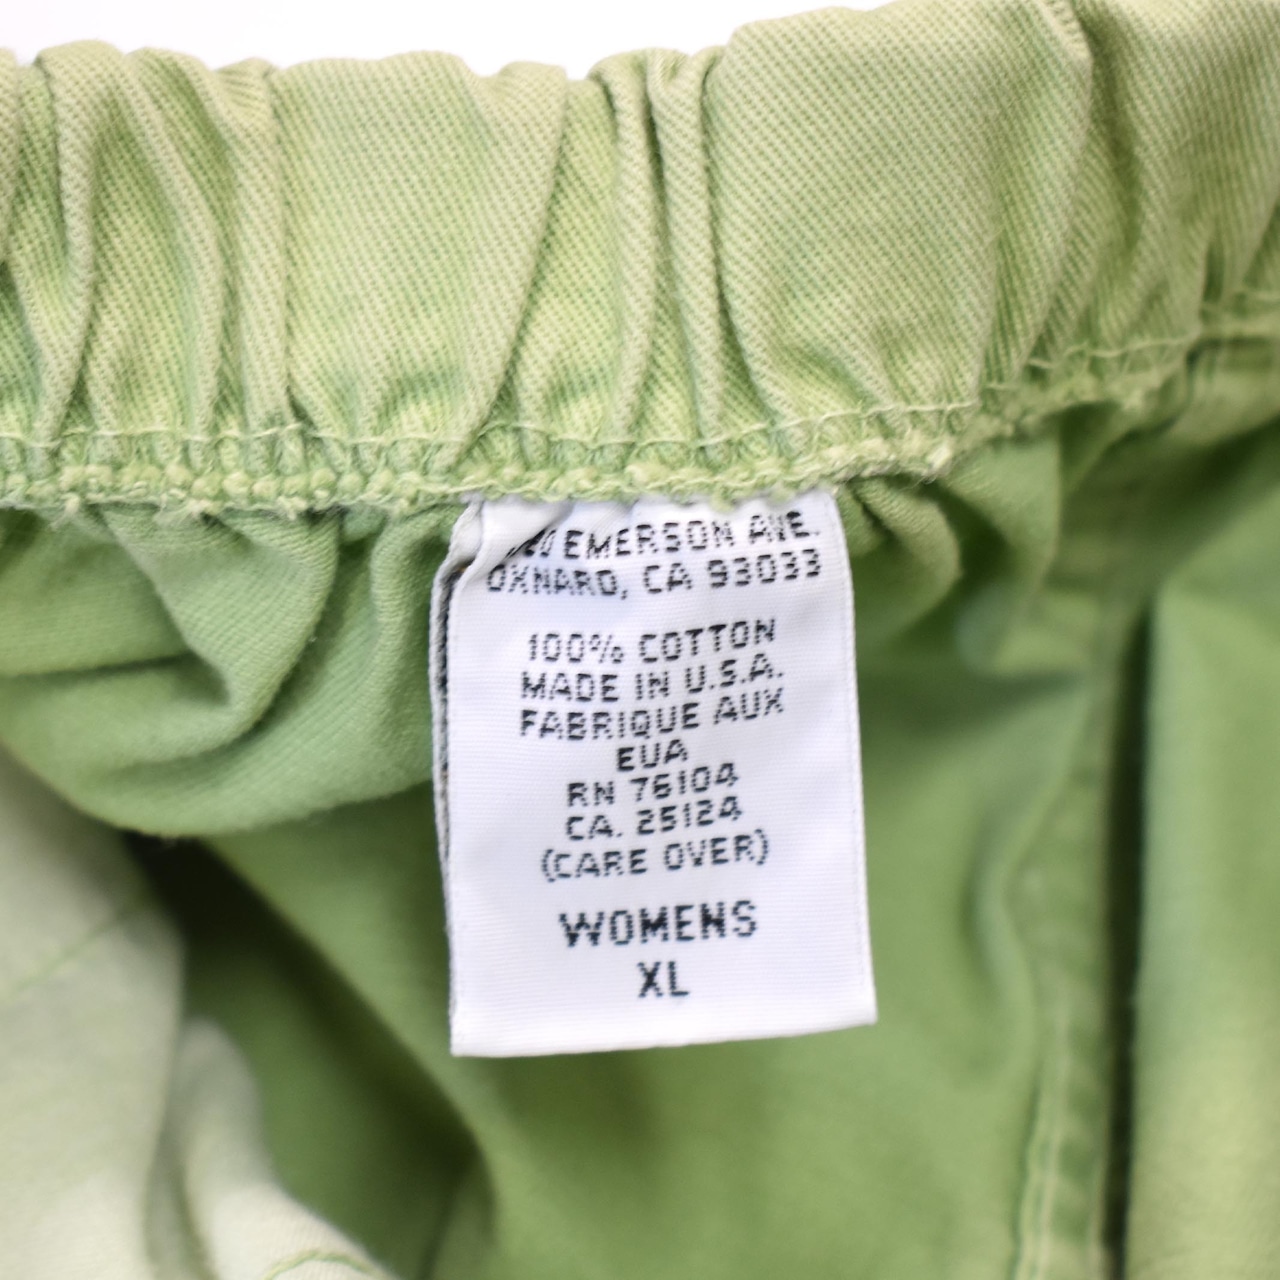 EMERSON AVE.
OXNARD, CA 93033
100% COTTON
MADE IN U.S.A.
FABRIQUE AUX
EUA
RN 76104
CA. 25124
(CARE OVER)
WOMENS
XL